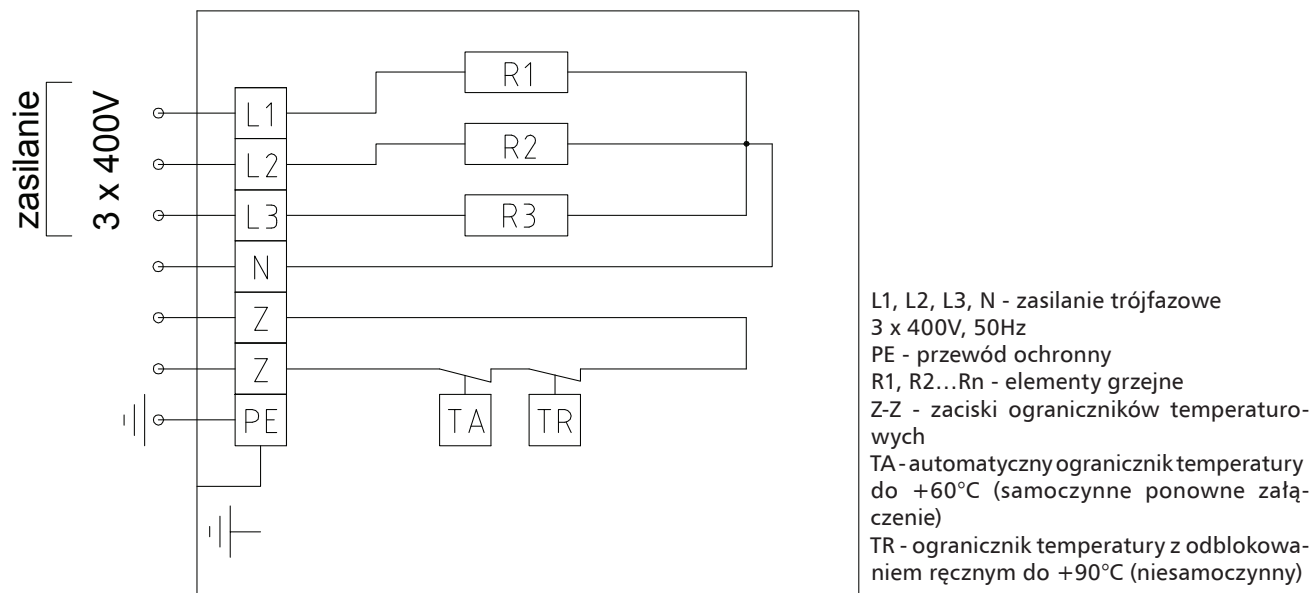 zasilanie
3 x 400V
L1
L2
L3
N
Z
Z
PE
R1
R2
R3
TA
TR
L1, L2, L3, N - zasilanie trójfazowe
3 x 400V, 50Hz
PE - przewód ochronny
R1, R2...Rn - elementy grzejne
Z-Z - zaciski ograniczników temperaturo-
wych
TA - automatyczny ogranicznik temperatury
do +60°C (samoczynne ponowne załą-
czenie)
TR - ogranicznik temperatury z odblokowa-
niem ręcznym do +90°C (niesamoczynny)